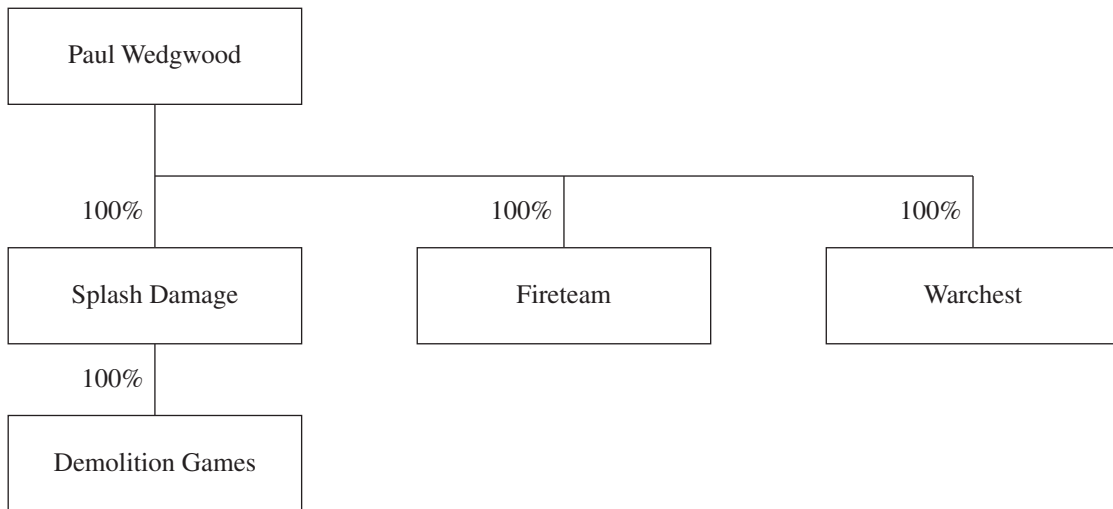 Paul Wedgwood
100% 100% 100%
Splash Damage Fireteam Warchest
100%
Demolition Games